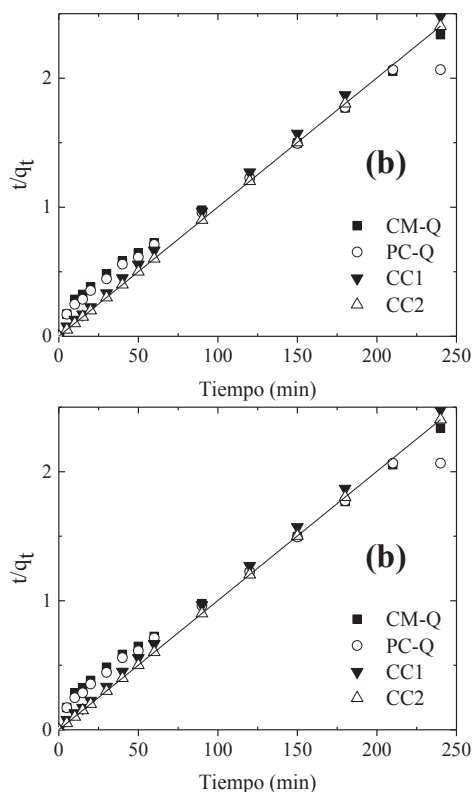 2
t/qt
(b)
1
CM-Q
PC-Q
CC1
CC2
0
0 50 100 150 200 250
Tiempo (min)
2
t/qt
(b)
1
CM-Q
PC-Q
CC1
CC2
0
0 50 100 150 200 250
Tiempo (min)